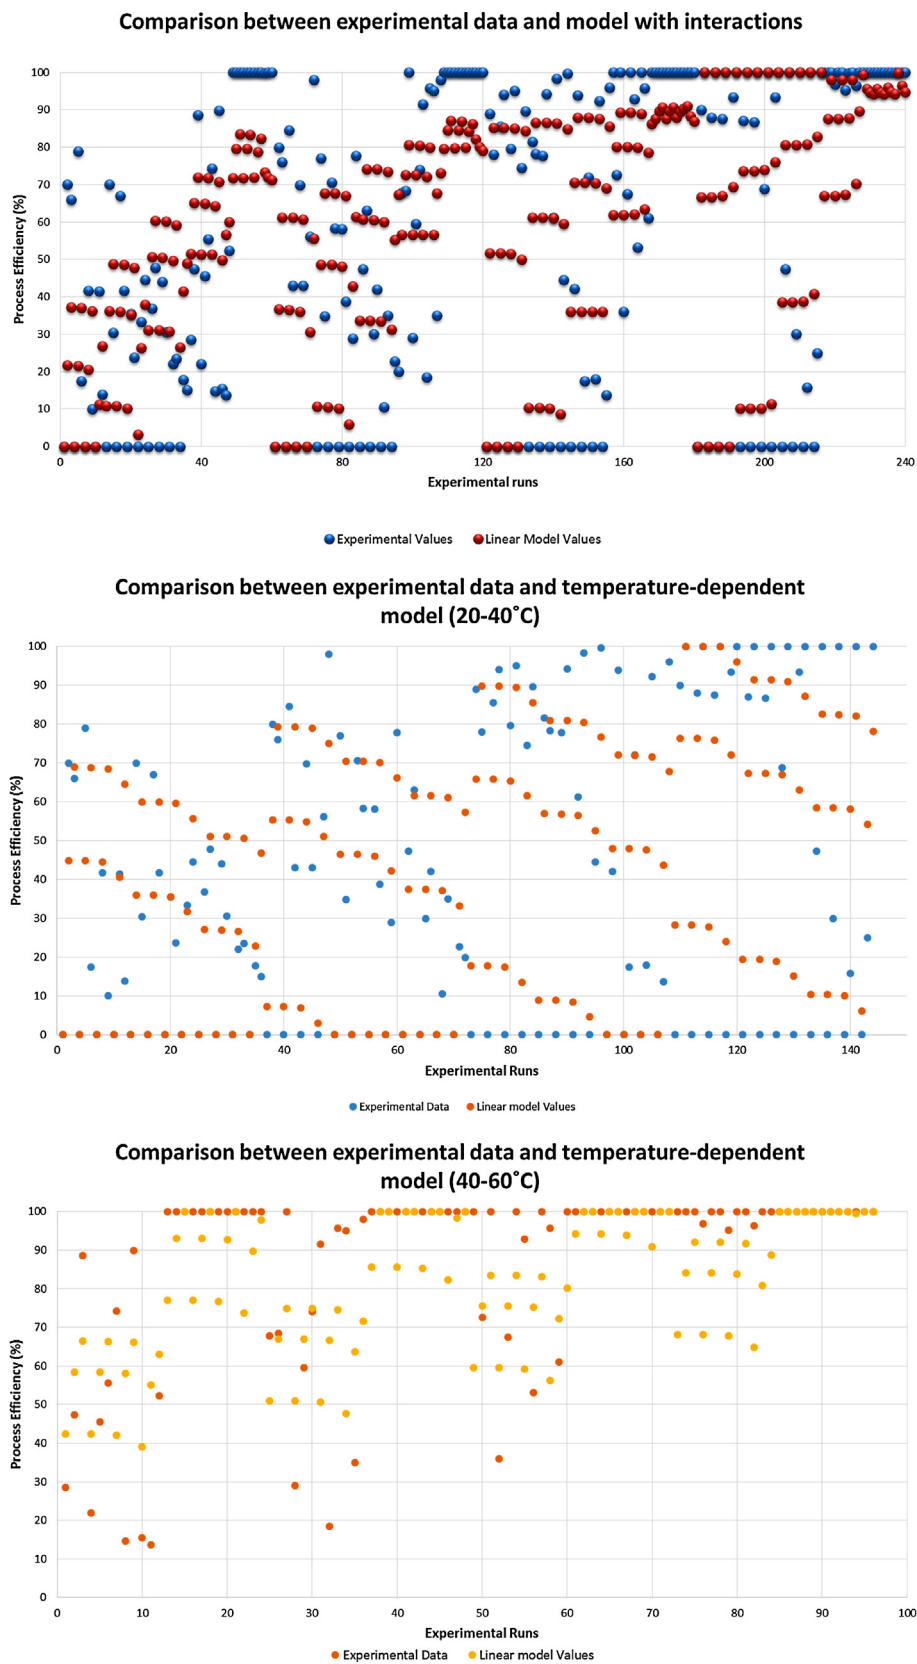 Comparison between experimental data and model with interactions
100
90
80
70
60
50
40
30
20
10
0
Process Efficiency (%)
0 40 80 120 160 200 240
Experimental runs
Experimental Values Linear Model Values
Comparison between experimental data and temperature-dependent
model (20-40˚C)
100
90
80
70
60
50
40
30
20
10
0
Process Efficiency (%)
0 20 40 60 80 100 120 140
Experimental Runs
Experimental Data Linear model Values
Comparison between experimental data and temperature-dependent
model (40-60˚C)
100
90
80
70
60
50
40
30
20
10
0
Process Efficiency (%)
0 10 20 30 40 50 60 70 80 90 100
Experimental Runs
Experimental Data Linear model Values